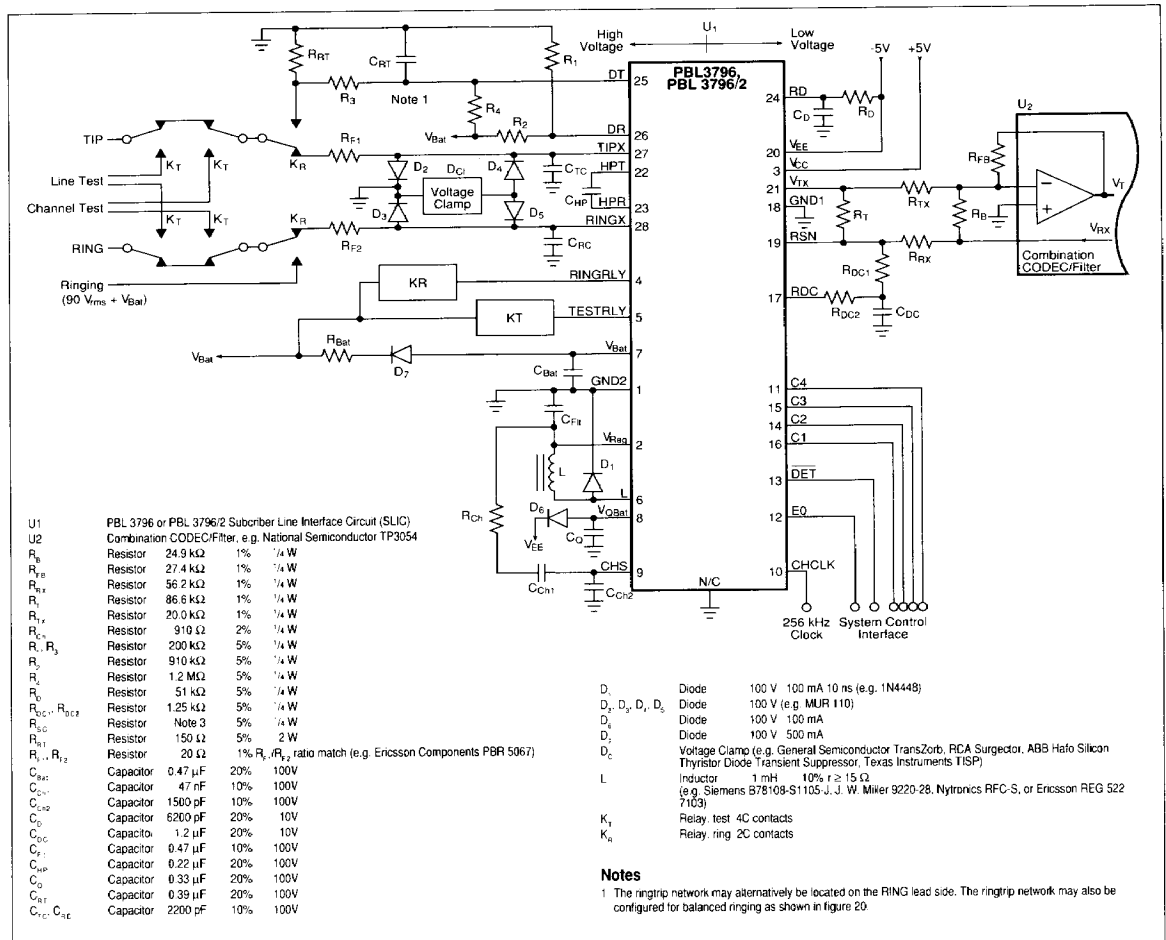 High Voltage
U1
Low Voltage
-5V +5V
PBL3796,
PBL 3796/2
RRT
CRT
R1
R3
Note 1
DT
25
R4
R2
VBat
DR
26
TIP
KT
KT
KR
RF1
TIPX
27
Line Test
Channel Test
KT
KT
KR
D2
DCl
D4
Voltage Clamp
D3
D5
CTC
HPT
22
CHP
HPR
23
RINGX
28
RING
RF2
CRC
Ringing
(90 Vrms + VBat)
KR
RINGRLY
4
KT
TESTRLY
5
VBat
RBat
D7
VBat
7
CBat
GND2
1
CFlt
VReg
2
L
D1
L
6
RCh
D6
VQBat
8
VEE
CQ
CHS
9
CCh1
CCh2
N/C
24
RD
CD
RD
20
VEE
3
VCC
21
VTX
18
GND1
19
RSN
17
RDC
RT
RTX
RFB
RB
RRX
RDC1
RDC2
CDC
U2
−
+
VT
VRX
Combination
CODEC/Filter
11 C4
15 C3
14 C2
16 C1
13 DET
12 E0
10 CHCLK
256 kHz
Clock
System Control
Interface
U1 PBL 3796 or PBL 3796/2 Subcriber Line Interface Circuit (SLIC)
U2 Combination CODEC/Filter, e.g. National Semiconductor TP3054
RB Resistor 24.9 kΩ 1% 1/4 W
RFB Resistor 27.4 kΩ 1% 1/4 W
RRX Resistor 56.2 kΩ 1% 1/4 W
RT Resistor 86.6 kΩ 1% 1/4 W
RTX Resistor 20.0 kΩ 1% 1/4 W
RCh Resistor 910 Ω 2% 1/4 W
R1, R3 Resistor 200 kΩ 5% 1/4 W
R2 Resistor 910 kΩ 5% 1/4 W
R4 Resistor 1.2 MΩ 5% 1/4 W
RD Resistor 51 kΩ 5% 1/4 W
RDC1, RDC2 Resistor 1.25 kΩ 5% 1/4 W
RSG Resistor Note 3 5% 1/4 W
RRT Resistor 150 Ω 5% 2 W
RF1, RF2 Resistor 20 Ω 1% RF1/RF2 ratio match (e.g. Ericsson Components PBR 5067)
CBat Capacitor 0.47 µF 20% 100V
CCh1 Capacitor 47 nF 10% 100V
CCh2 Capacitor 1500 pF 10% 100V
CD Capacitor 6200 pF 20% 10V
CDC Capacitor 1.2 µF 20% 10V
Capacitor 0.47 µF 10% 100V
CHP Capacitor 0.22 µF 20% 100V
CQ Capacitor 0.33 µF 20% 100V
CRT Capacitor 0.39 µF 20% 100V
CTC, Capacitor 2200 pF 10% 100V
D1 Diode 100 V 100 mA 10 ns (e.g. 1N4448)
D2, D3, D4, D5 Diode 100 V (e.g. MUR 110)
D6 Diode 100 V 100 mA
Diode 100 V 500 mA
Voltage Clamp (e.g. General Semiconductor TransZorb, RCA Surgector, ABB Hafo Silicon
Thyristor Diode Transient Suppressor, Texas Instruments TISP)
L Inductor 1 mH 10% r ≥ 15 Ω
(e.g. Siemens B78108-S1105-J, J. W. Miller 9220-28, Nytronics RFC-S, or Ericsson REG 522
7103)
KT Relay. test 4C contacts
KR Relay. ring 2C contacts
Notes
1 The ringtrip network may alternatively be located on the RING lead side. The ringtrip network may also be
configured for balanced ringing as shown in figure 20.